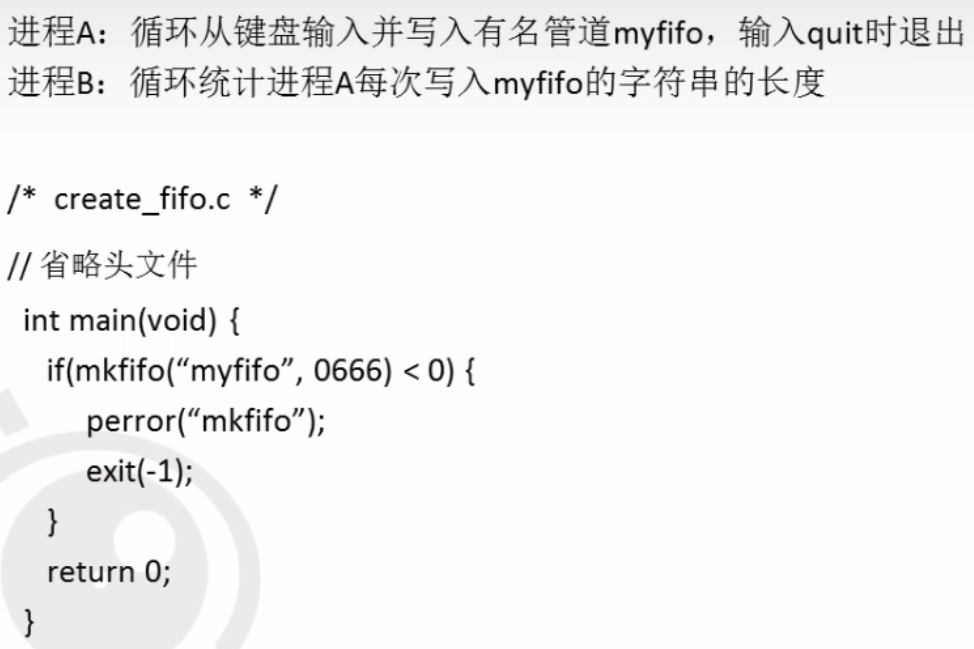 进程A：循环从键盘输入并写入有名管道myfifo，输入quit时退出
进程B：循环统计进程A每次写入myfifo的字符串的长度
/*  create_fifo.c  */
// 省略头文件
int main(void) {
if(mkfifo(“myfifo”, 0666) < 0) {
perror(“mkfifo”);
exit(-1);
}
return 0;
}